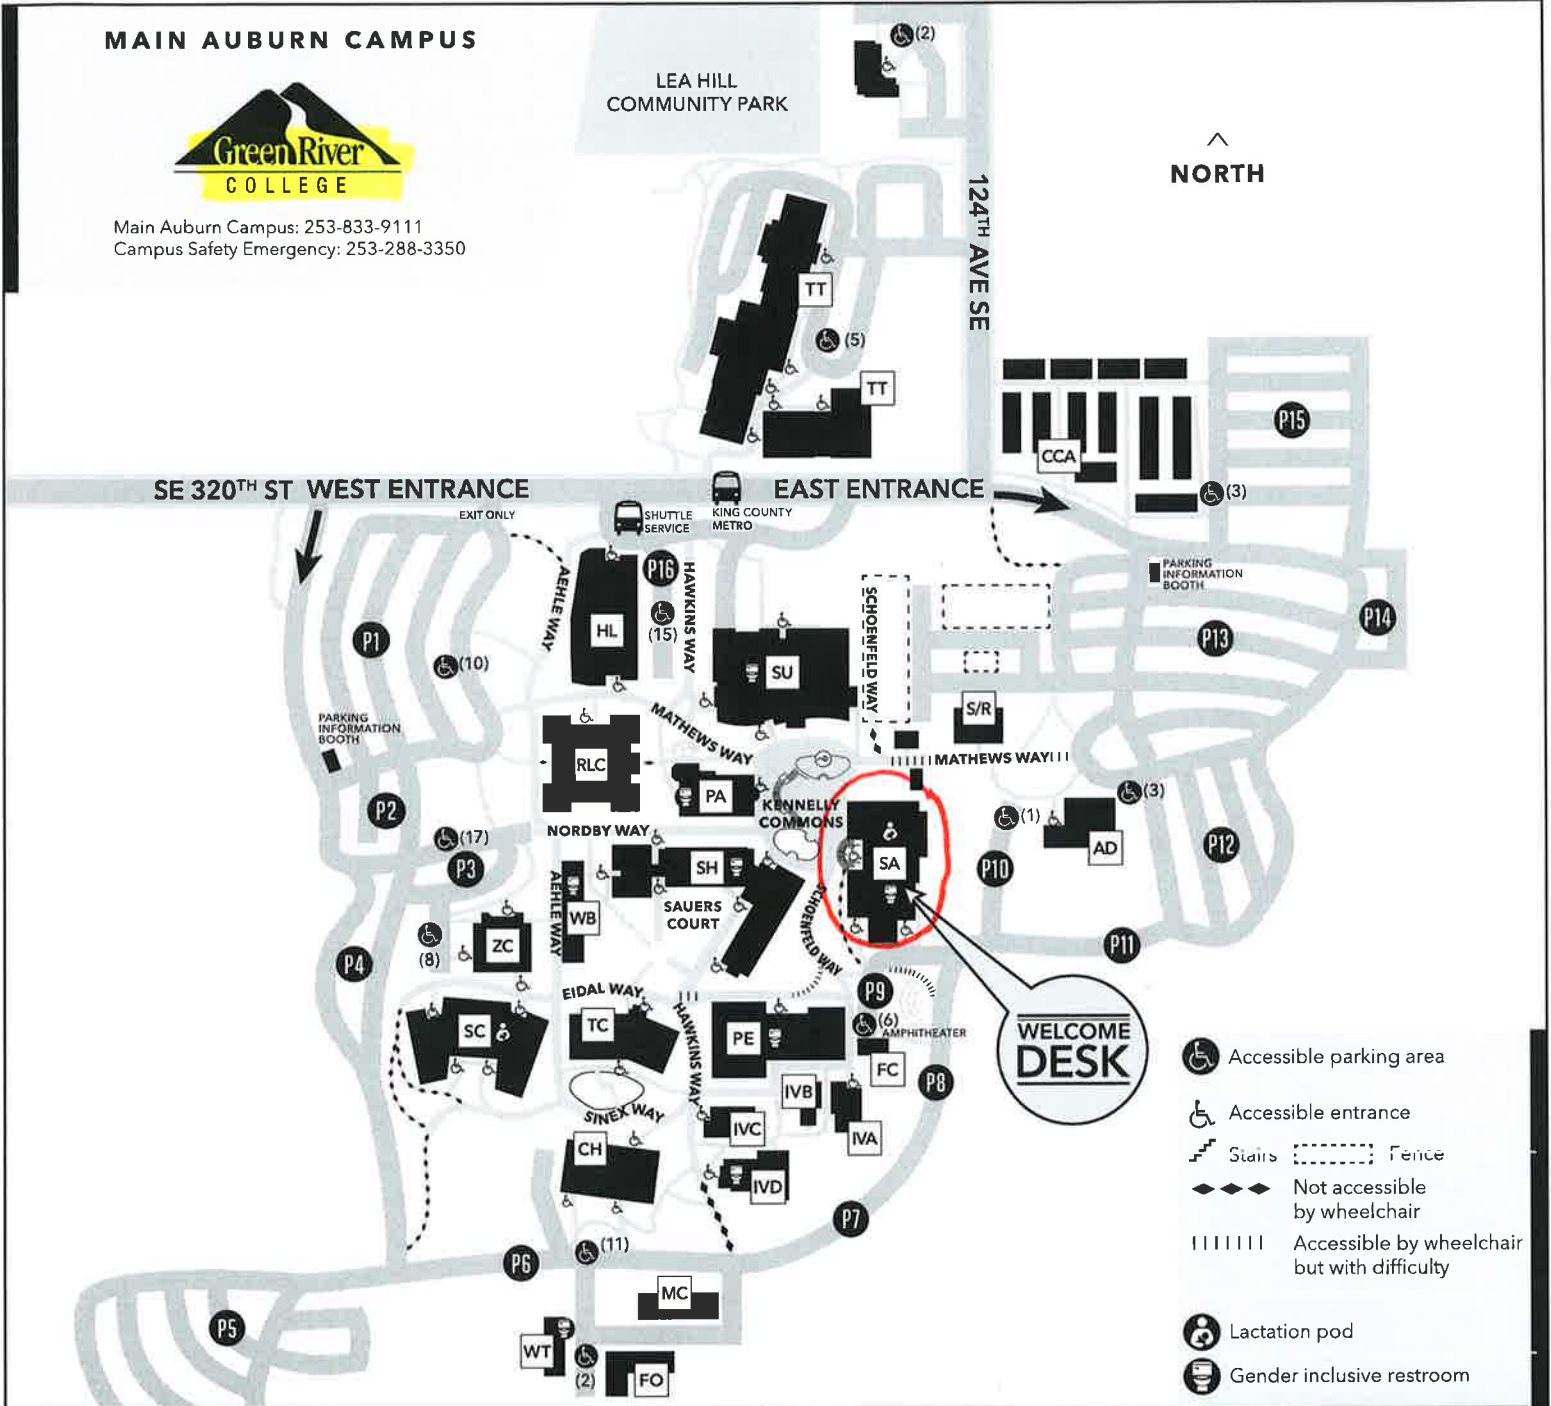 MAIN AUBURN CAMPUS
Green River
COLLEGE
Main Auburn Campus: 253-833-9111
Campus Safety Emergency: 253-288-3350
LEA HILL
COMMUNITY PARK
(2)
NORTH
124TH AVE SE
TT
(5)
TT
CCA
P15
(3)
SE 320TH ST WEST ENTRANCE
EAST ENTRANCE
EXIT ONLY
SHUTTLE
SERVICE
KING COUNTY
METRO
PARKING
INFORMATION
BOOTH
AEHLE WAY
HL
P16
(15)
HAWKINS WAY
SU
SCHOENFELD WAY
S/R
P13
P14
P1
(10)
PARKING
INFORMATION
BOOTH
MATHEWS WAY
MATHEWS WAY
RLC
PA
KENNELLY
COMMONS
P2
NORDBY WAY
(17)
P3
SH
SA
(1)
(3)
AD
P10
P12
AEHLE WAY
WB
SAUERS
COURT
SCHOENFELD WAY
ZC
(8)
P4
P11
P9
(6)
AMPHITHEATER
EIDAL WAY
SC
TC
HAWKINS WAY
PE
FC
P8
WELCOME
DESK
IVB
IVA
IVC
IVD
SINEX WAY
CH
P7
(11)
P6
MC
P5
WT
(2)
FO
Accessible parking area
Accessible entrance
Stairs
Fence
Not accessible
by wheelchair
Accessible by wheelchair
but with difficulty
Lactation pod
Gender inclusive restroom